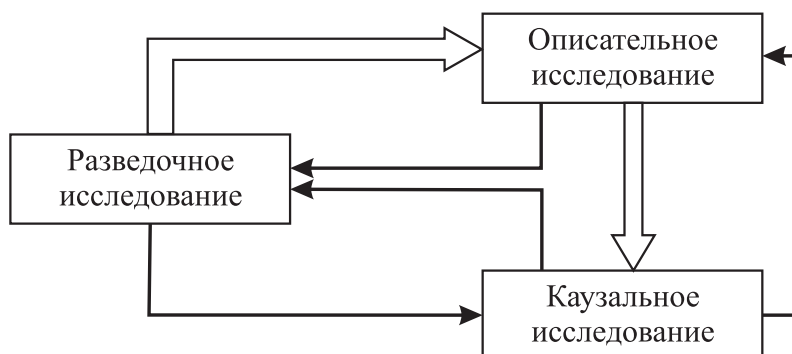 Описательное
исследование
Разведочное
исследование
Каузальное
исследование